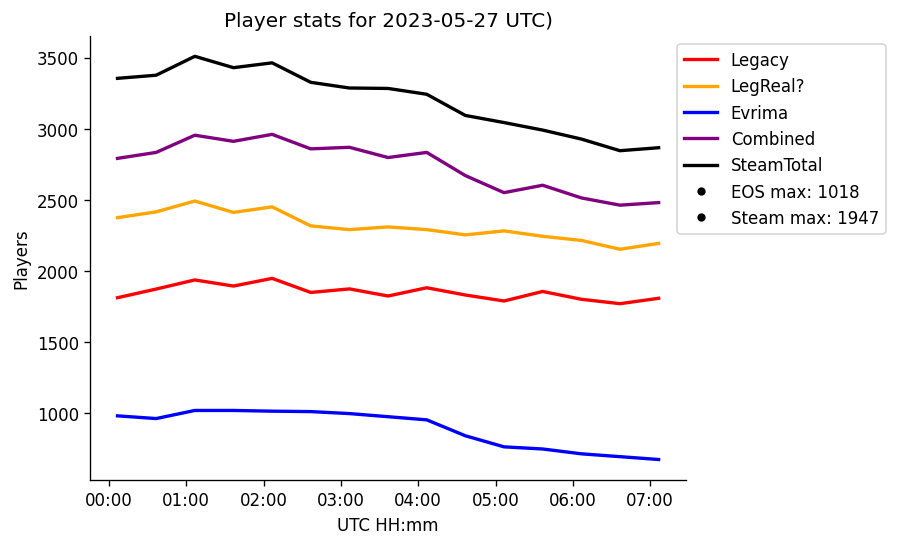 Player stats for 2023-05-27 UTC)
Legacy
LegReal?
Evrima
Combined
SteamTotal
EOS max: 1018
Steam max: 1947
Players
3500
3000
2500
2000
1500
1000
00:00 01:00 02:00 03:00 04:00 05:00 06:00 07:00
UTC HH:mm